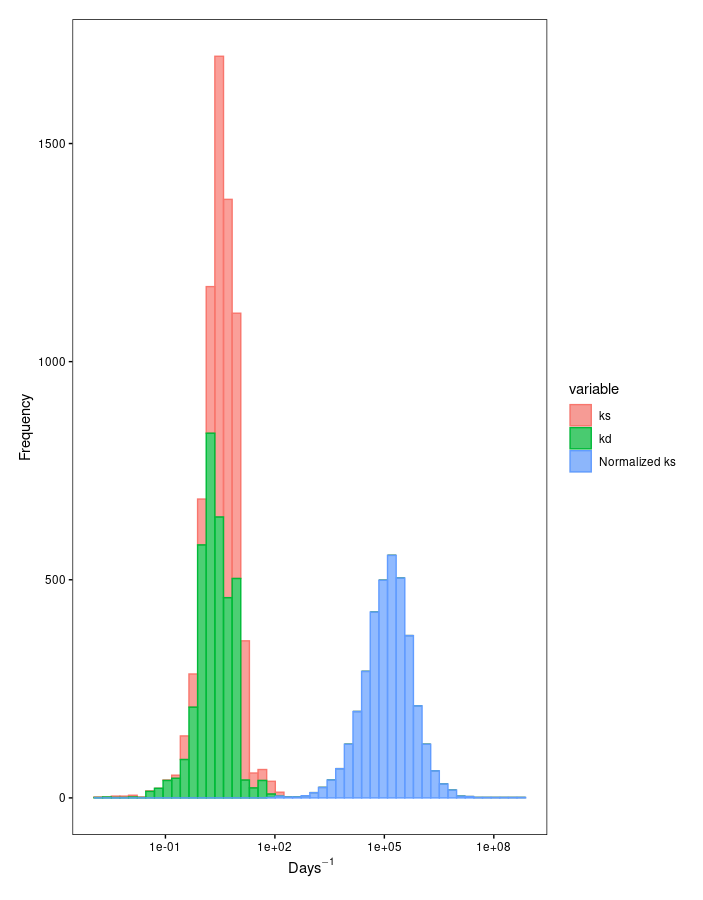 1500
1000
500
0
Frequency
1e-01 1e+02 1e+05 1e+08
Days⁻¹
variable
ks
kd
Normalized ks